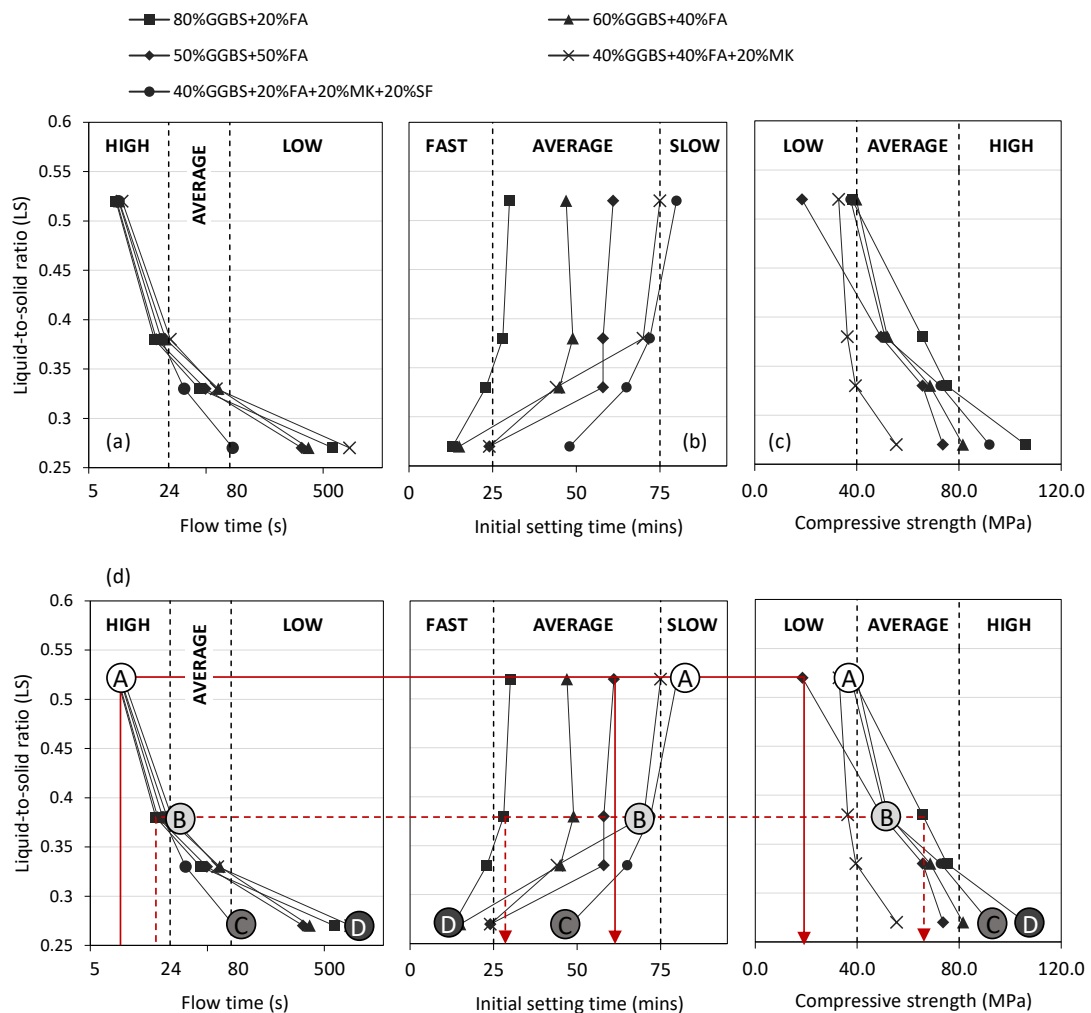 80%GGBS+20%FA
60%GGBS+40%FA
50%GGBS+50%FA
40%GGBS+40%FA+20%MK
40%GGBS+20%FA+20%MK+20%SF
Liquid-to-solid ratio (LS)
0.6
0.55
0.5
0.45
0.4
0.35
0.3
0.25
HIGH
AVERAGE
LOW
(a)
5
24
80
500
Flow time (s)
FAST
AVERAGE
SLOW
(b)
0
25
50
75
Initial setting time (mins)
LOW
AVERAGE
HIGH
(c)
0.0
40.0
80.0
120.0
Compressive strength (MPa)
(d)
Liquid-to-solid ratio (LS)
0.6
0.55
0.5
0.45
0.4
0.35
0.3
0.25
HIGH
AVERAGE
LOW
A
B
C
D
5
24
80
500
Flow time (s)
FAST
AVERAGE
SLOW
A
B
D
C
0
25
50
75
Initial setting time (mins)
LOW
AVERAGE
HIGH
A
B
C
D
0.0
40.0
80.0
120.0
Compressive strength (MPa)